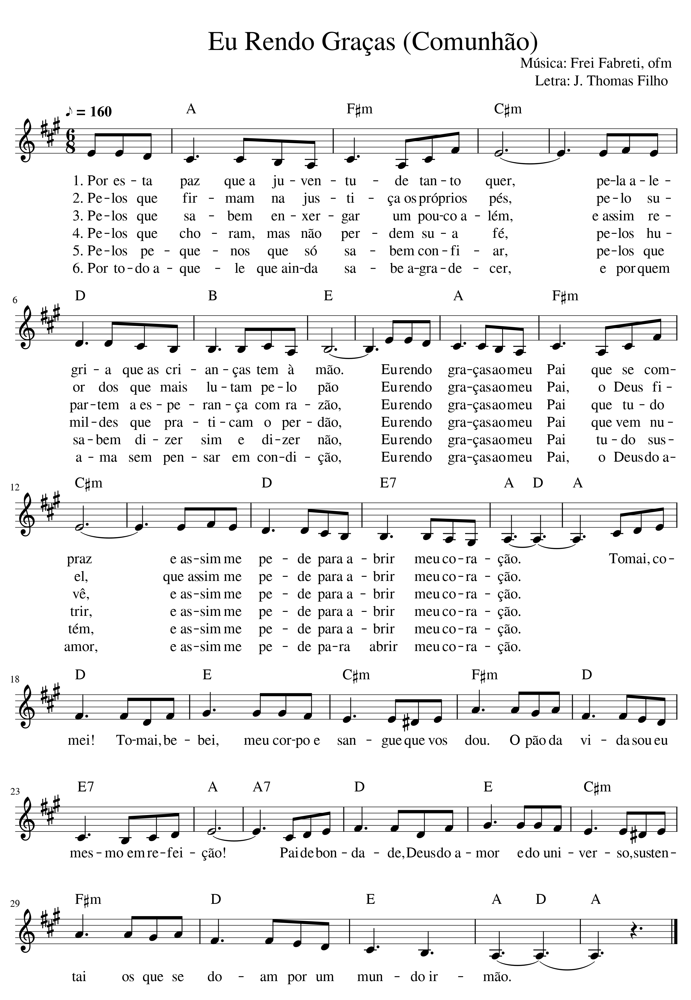 Eu Rendo Graças (Comunhão)
Música: Frei Fabreti, ofm
Letra: J. Thomas Filho
♪ = 160
A F♯m C♯m
6
8
1. Por es - ta paz que a ju - ven - tu - de tan - to quer, pe - la a - le -
2. Pe - los que fir - mam na jus - ti - ça os próprios pés, pe - lo su -
3. Pe - los que sa - bem en - xer - gar um pou - co a - lém, e assim re -
4. Pe - los que cho - ram, mas não per - dem su - a fé, pe - los hu -
5. Pe - los pe - que - nos que só sa - bem con - fi - ar, pe - los que
6. Por to - do a - que - le que ain - da sa - be a - gra - de - cer, e por quem
6 D B E A F♯m
gri - a que as cri - an - ças tem à mão. Eu rendo gra - ças ao meu Pai que se com -
or dos que mais lu - tam pe - lo pão Eu rendo gra - ças ao meu Pai, o Deus fi -
par - tem a es - pe - ran - ça com ra - zão, Eu rendo gra - ças ao meu Pai que tu - do
mil - des que pra - ti - cam o per - dão, Eu rendo gra - ças ao meu Pai que vem nu -
sa - bem di - zer sim e di - zer não, Eu rendo gra - ças ao meu Pai tu - do sus -
a - ma sem pen - sar em con - di - ção, Eu rendo gra - ças ao meu Pai, o Deus do a -
12 C♯m D E7 A D A
praz e as - sim me pe - de para a - brir meu co - ra - ção. Tomai, co -
el, que assim me pe - de para a - brir meu co - ra - ção.
vê, e as - sim me pe - de para a - brir meu co - ra - ção.
trir, e as - sim me pe - de para a - brir meu co - ra - ção.
tém, e as - sim me pe - de para a - brir meu co - ra - ção.
amor, e as - sim me pe - de pa - ra abrir meu co - ra - ção.
18 D E C♯m F♯m D
mei! To - mai, be - bei, meu cor - po e san - gue que vos dou. O pão da vi - da sou eu
23 E7 A A7 D E C♯m
mes - mo em re - fei - ção! Pai de bon - da - de, Deus do a - mor e do uni - ver - so, susten -
29 F♯m D E A D A
tai os que se do - am por um mun - do ir - mão.